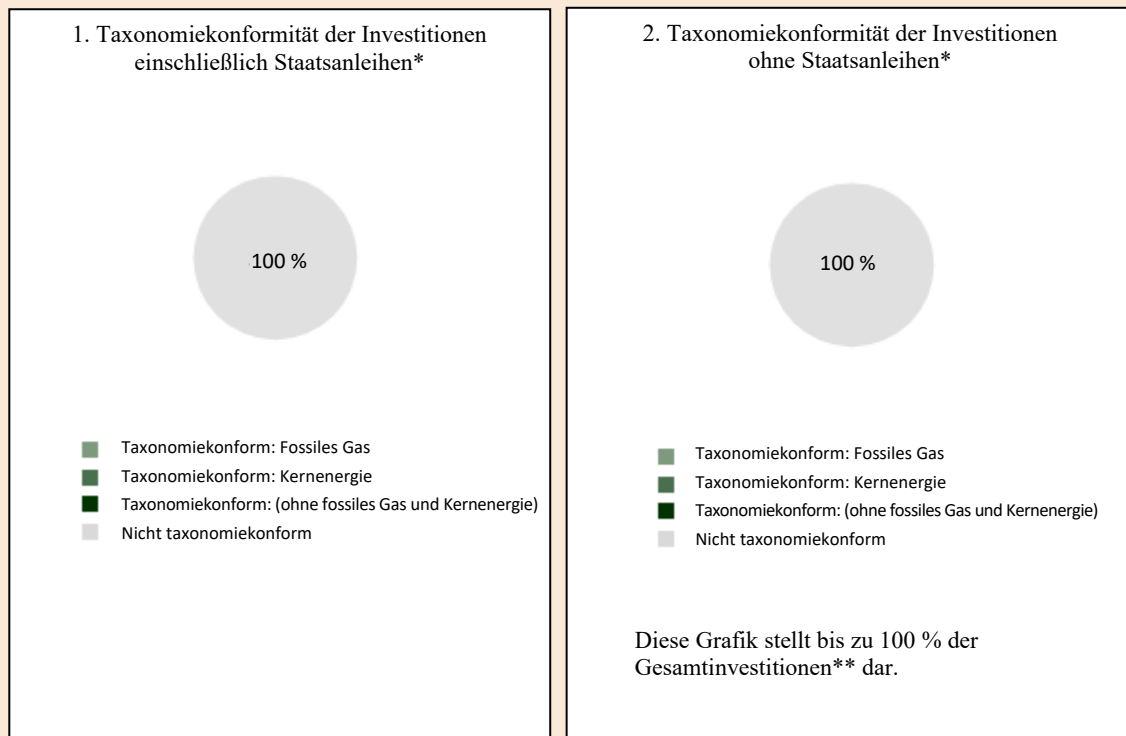 1. Taxonomiekonformität der Investitionen
einschließlich Staatsanleihen*
100 %
Taxonomiekonform: Fossiles Gas
Taxonomiekonform: Kernenergie
Taxonomiekonform: (ohne fossiles Gas und Kernenergie)
Nicht taxonomiekonform
2. Taxonomiekonformität der Investitionen
ohne Staatsanleihen*
100 %
Taxonomiekonform: Fossiles Gas
Taxonomiekonform: Kernenergie
Taxonomiekonform: (ohne fossiles Gas und Kernenergie)
Nicht taxonomiekonform
Diese Grafik stellt bis zu 100 % der
Gesamtinvestitionen** dar.